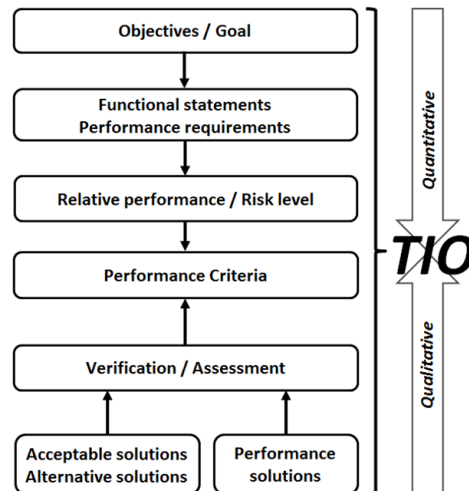 Objectives / Goal
Functional statements
Performance requirements
Relative performance / Risk level
Performance Criteria
Verification / Assessment
Acceptable solutions
Alternative solutions
Performance
solutions
Quantitative
TIO
Qualitative